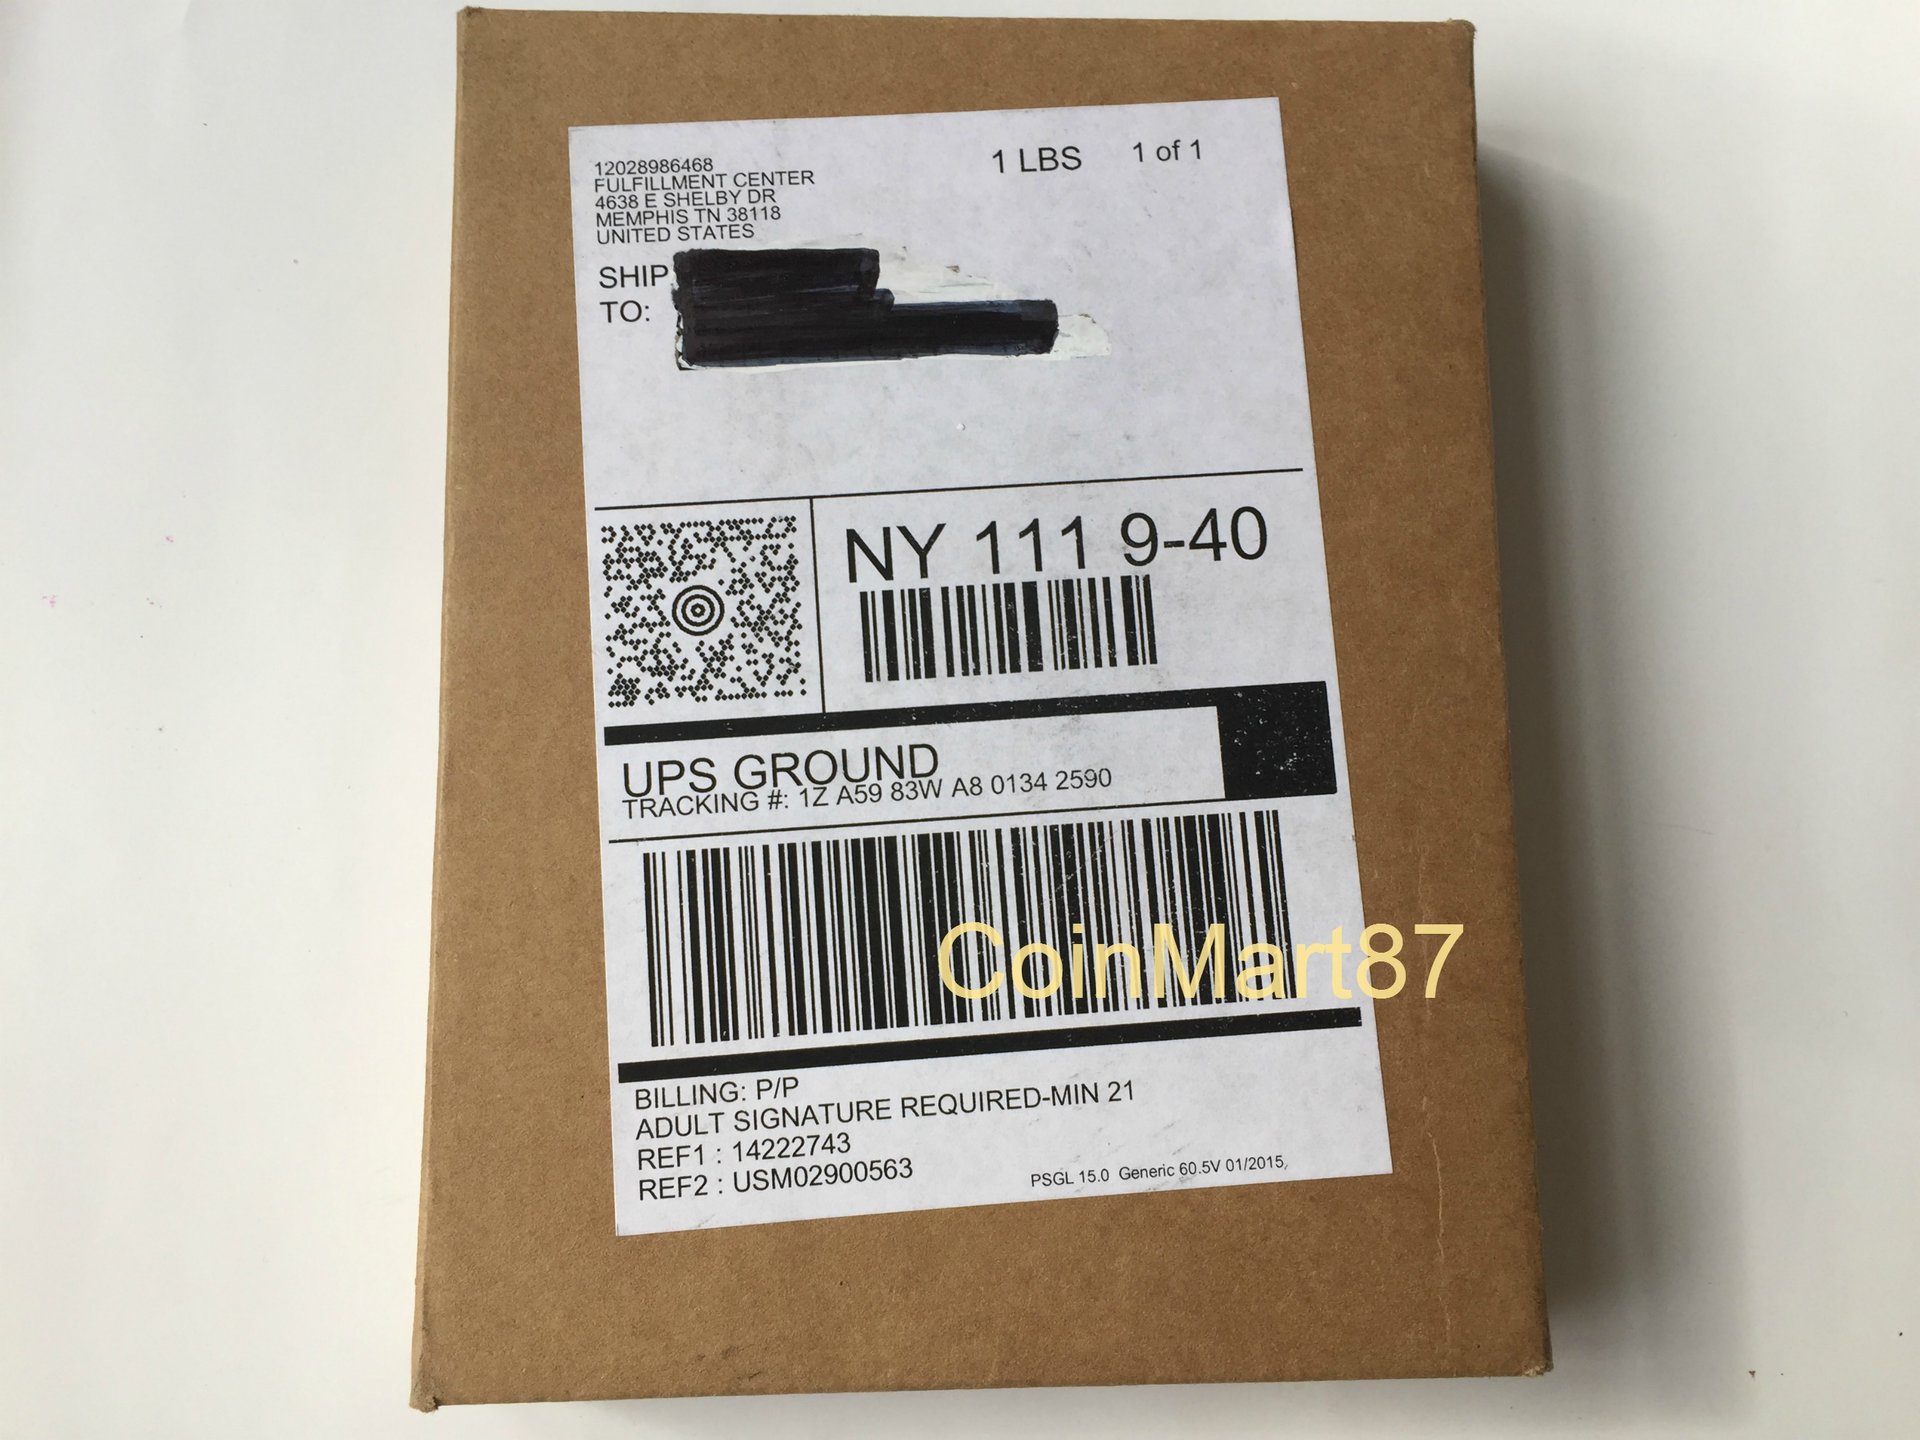 12028986468
FULFILLMENT CENTER
4638 E SHELBY DR
MEMPHIS TN 38118
UNITED STATES
1 LBS 1 of 1
SHIP
TO:
NY 111 9-40
UPS GROUND
TRACKING #: 1Z A59 83W A8 0134 2590
CoinMart87
BILLING: P/P
ADULT SIGNATURE REQUIRED-MIN 21
REF1 : 14222743
REF2 : USM02900563
PSGL 15.0 Generic 60.5V 01/2015